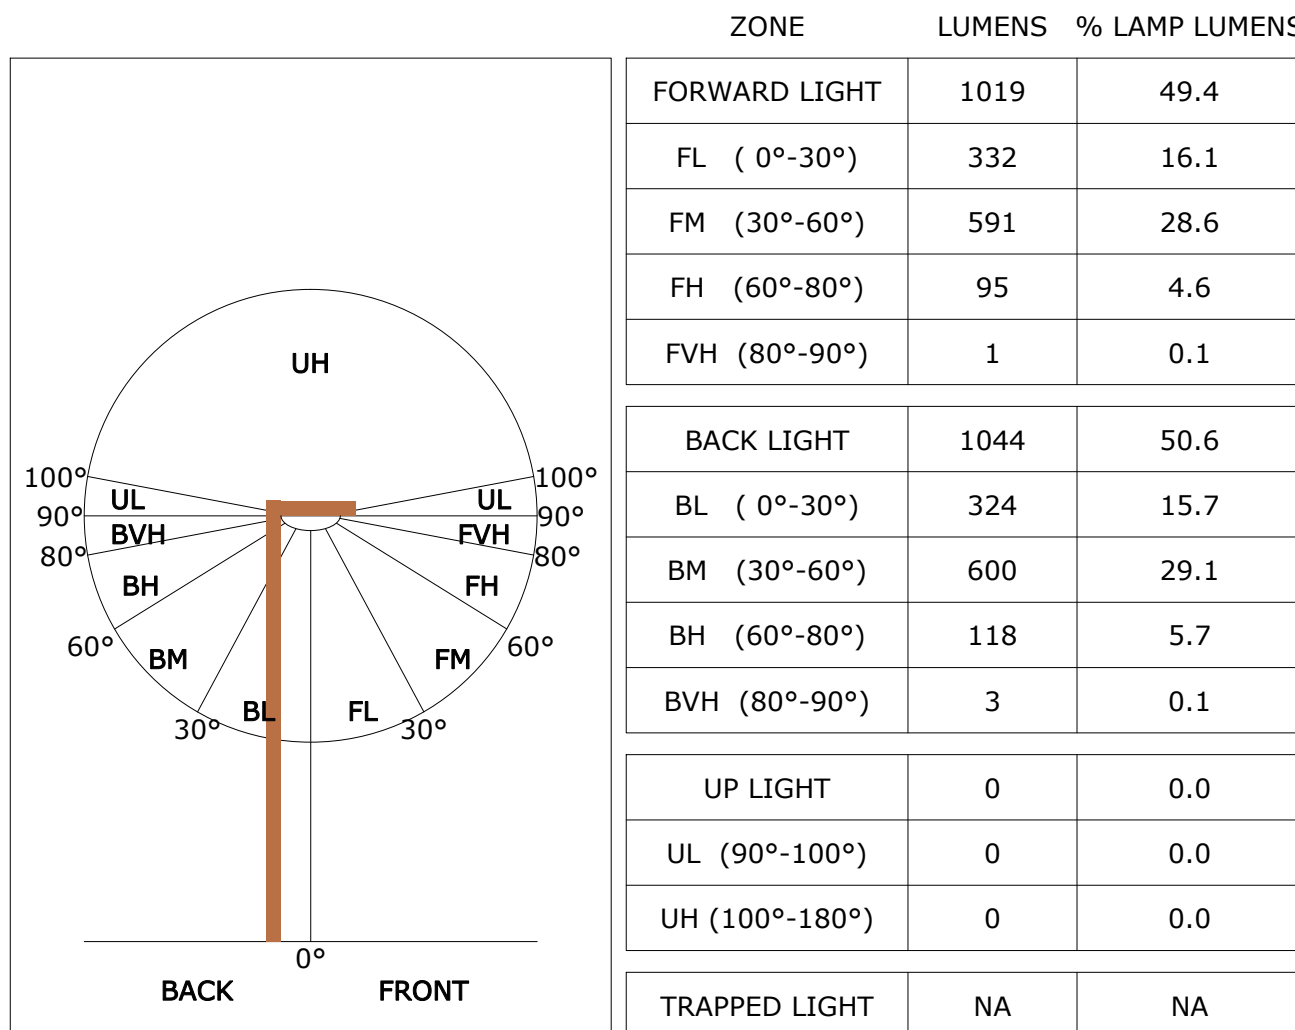 ZONE LUMENS % LAMP LUMENS
FORWARD LIGHT 1019 49.4
FL ( 0°-30°) 332 16.1
FM (30°-60°) 591 28.6
FH (60°-80°) 95 4.6
FVH (80°-90°) 1 0.1
BACK LIGHT 1044 50.6
BL ( 0°-30°) 324 15.7
BM (30°-60°) 600 29.1
BH (60°-80°) 118 5.7
BVH (80°-90°) 3 0.1
UP LIGHT 0 0.0
UL (90°-100°) 0 0.0
UH (100°-180°) 0 0.0
TRAPPED LIGHT NA NA
UH
100° 100°
UL UL
90° 90°
BVH FVH
80° 80°
BH FH
60° 60°
BM FM
BL FL
30° 30°
0°
BACK FRONT